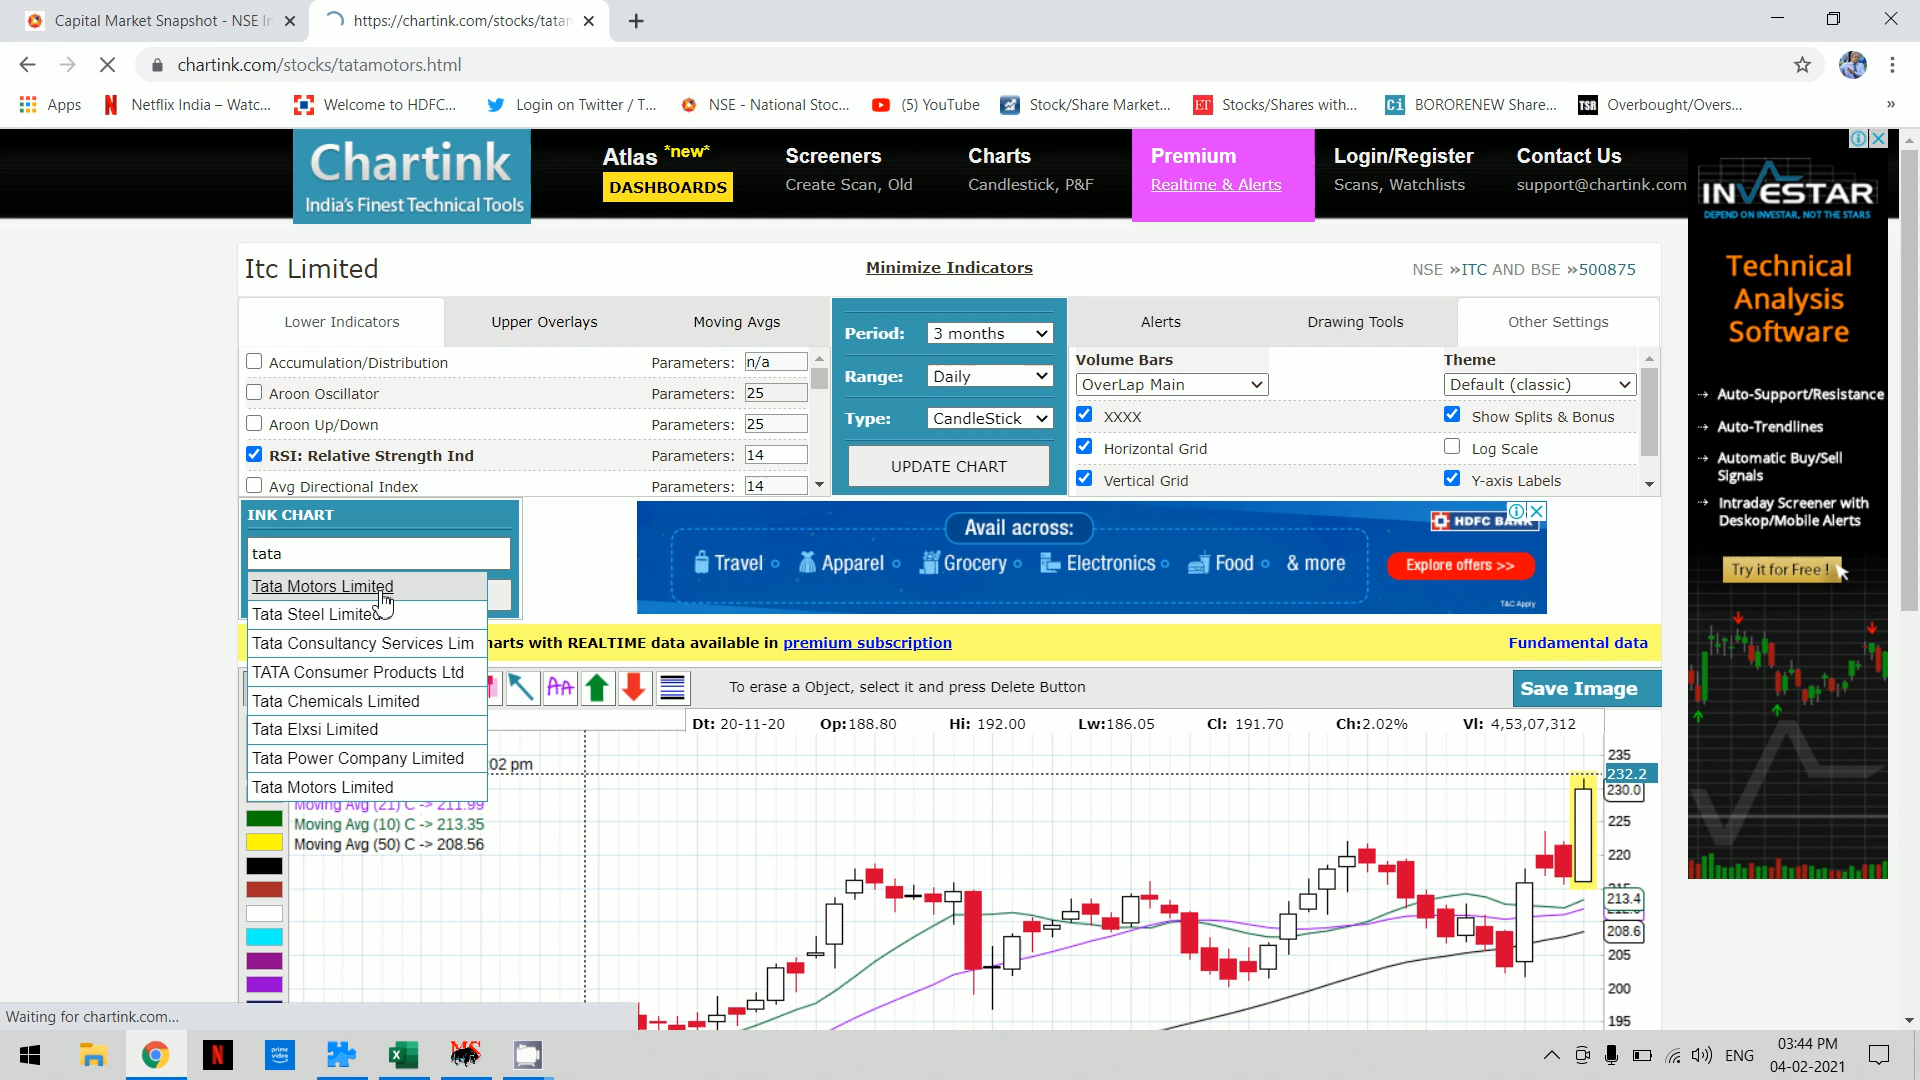 Capital Market Snapshot - NSE In
https://chartink.com/stocks/tatam
chartink.com/stocks/tatamotors.html
Apps
Netflix India – Watc...
Welcome to HDFC...
Login on Twitter / T...
NSE - National Stoc...
(5) YouTube
Stock/Share Market...
ET
Stocks/Shares with...
Ci
BORORENEW Share...
TSR
Overbought/Overs...
»
Chartink
India's Finest Technical Tools
Atlas *new*
DASHBOARDS
Screeners
Create Scan, Old
Charts
Candlestick, P&F
Premium
Realtime & Alerts
Login/Register
Scans, Watchlists
Contact Us
support@chartink.com
INVESTAR
DEPEND ON INVESTAR, NOT THE STARS
Technical
Analysis
Software
Auto-Support/Resistance
Auto-Trendlines
Automatic Buy/Sell
Signals
Intraday Screener with
Deskop/Mobile Alerts
Try it for Free !
Itc Limited
Minimize Indicators
NSE »ITC AND BSE »500875
Lower Indicators
Upper Overlays
Moving Avgs
Accumulation/Distribution Parameters: n/a
Aroon Oscillator Parameters: 25
Aroon Up/Down Parameters: 25
RSI: Relative Strength Ind Parameters: 14
Avg Directional Index Parameters: 14
Period: 3 months
Range: Daily
Type: CandleStick
UPDATE CHART
Alerts
Drawing Tools
Other Settings
Volume Bars
OverLap Main
XXXX
Horizontal Grid
Vertical Grid
Theme
Default (classic)
Show Splits & Bonus
Log Scale
Y-axis Labels
INK CHART
tata
Tata Motors Limited
Tata Steel Limited
Tata Consultancy Services Lim
TATA Consumer Products Ltd
Tata Chemicals Limited
Tata Elxsi Limited
Tata Power Company Limited
Tata Motors Limited
Avail across:
HDFC BANK
Travel
Apparel
Grocery
Electronics
Food
& more
Explore offers >>
T&C Apply
harts with REALTIME data available in premium subscription
Fundamental data
To erase a Object, select it and press Delete Button
Save Image
Dt: 20-11-20 Op:188.80 Hi: 192.00 Lw:186.05 Cl: 191.70 Ch:2.02% Vl: 4,53,07,312
:02 pm
Moving Avg (21) C -> 211.99
Moving Avg (10) C -> 213.35
Moving Avg (50) C -> 208.56
235
232.2
230.0
225
220
215
213.4
208.6
205
200
195
Waiting for chartink.com...
N
prime video
MS
ENG
03:44 PM
04-02-2021